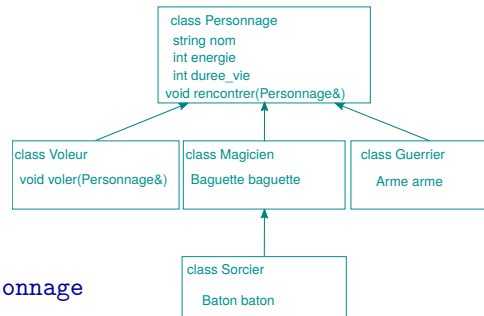 class Personnage
string nom
int energie
int duree_vie
void rencontrer(Personnage&)
class Voleur
void voler(Personnage&)
class Magicien
Baguette baguette
class Guerrier
Arme arme
class Sorcier
Baton baton
onnage